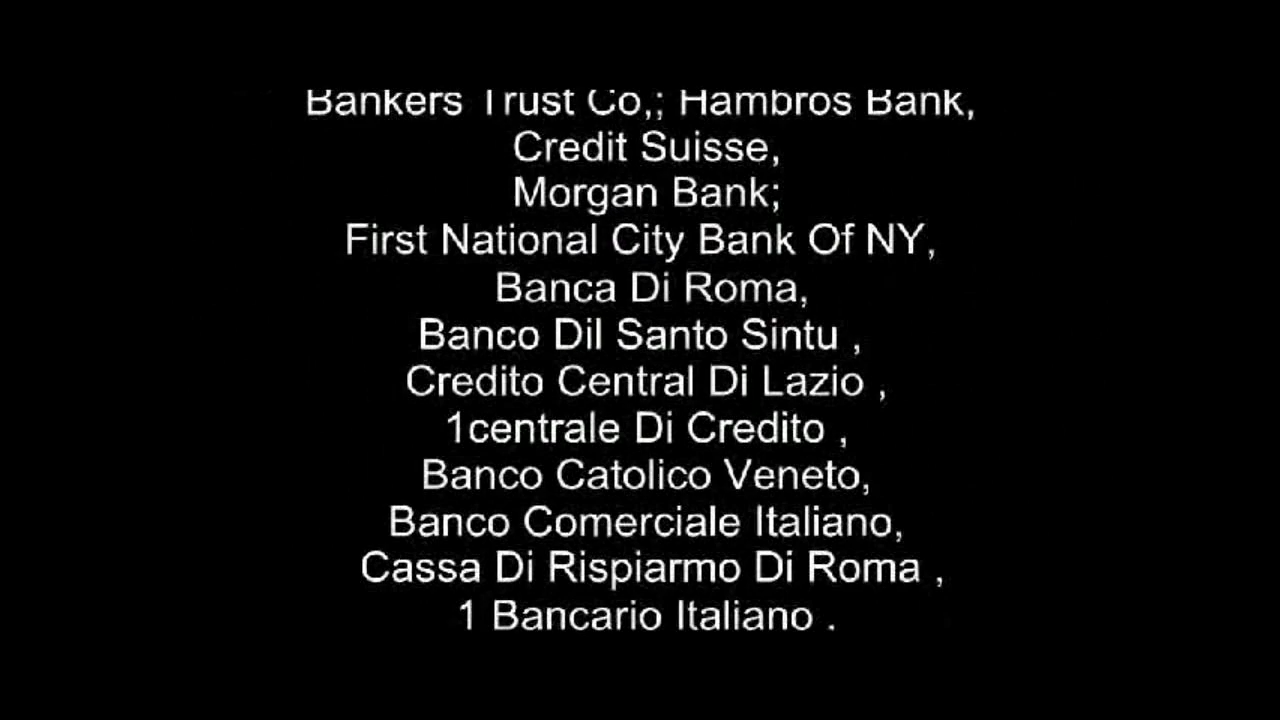 Bankers Trust Co,; Hambros Bank,
Credit Suisse,
Morgan Bank;
First National City Bank Of NY,
Banca Di Roma,
Banco Dil Santo Sintu ,
Credito Central Di Lazio ,
1centrale Di Credito ,
Banco Catolico Veneto,
Banco Comerciale Italiano,
Cassa Di Rispiarmo Di Roma ,
1 Bancario Italiano .